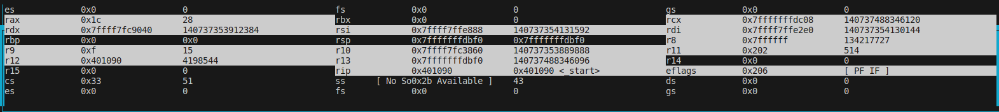 es 0x0 0 fs 0x0 0 gs 0x0 0
rax 0x1c 28 rbx 0x0 0 rcx 0x7fffffffdc08 140737488346120
rdx 0x7ffff7fc9040 140737353912384 rsi 0x7ffff7ffe888 140737354131592 rdi 0x7ffff7ffe2e0 140737354130144
rbp 0x0 0x0 rsp 0x7fffffffdbf0 0x7fffffffdbf0 r8 0x7ffffff 134217727
r9 0xf 15 r10 0x7ffff7fc3860 140737353889888 r11 0x202 514
r12 0x401090 4198544 r13 0x7fffffffdbf0 140737488346096 r14 0x0 0
r15 0x0 0 rip 0x401090 0x401090 <_start> eflags 0x206 [ PF IF ]
cs 0x33 51 ss [ No So0x2b Available ] 43 ds 0x0 0
es 0x0 0 fs 0x0 0 gs 0x0 0